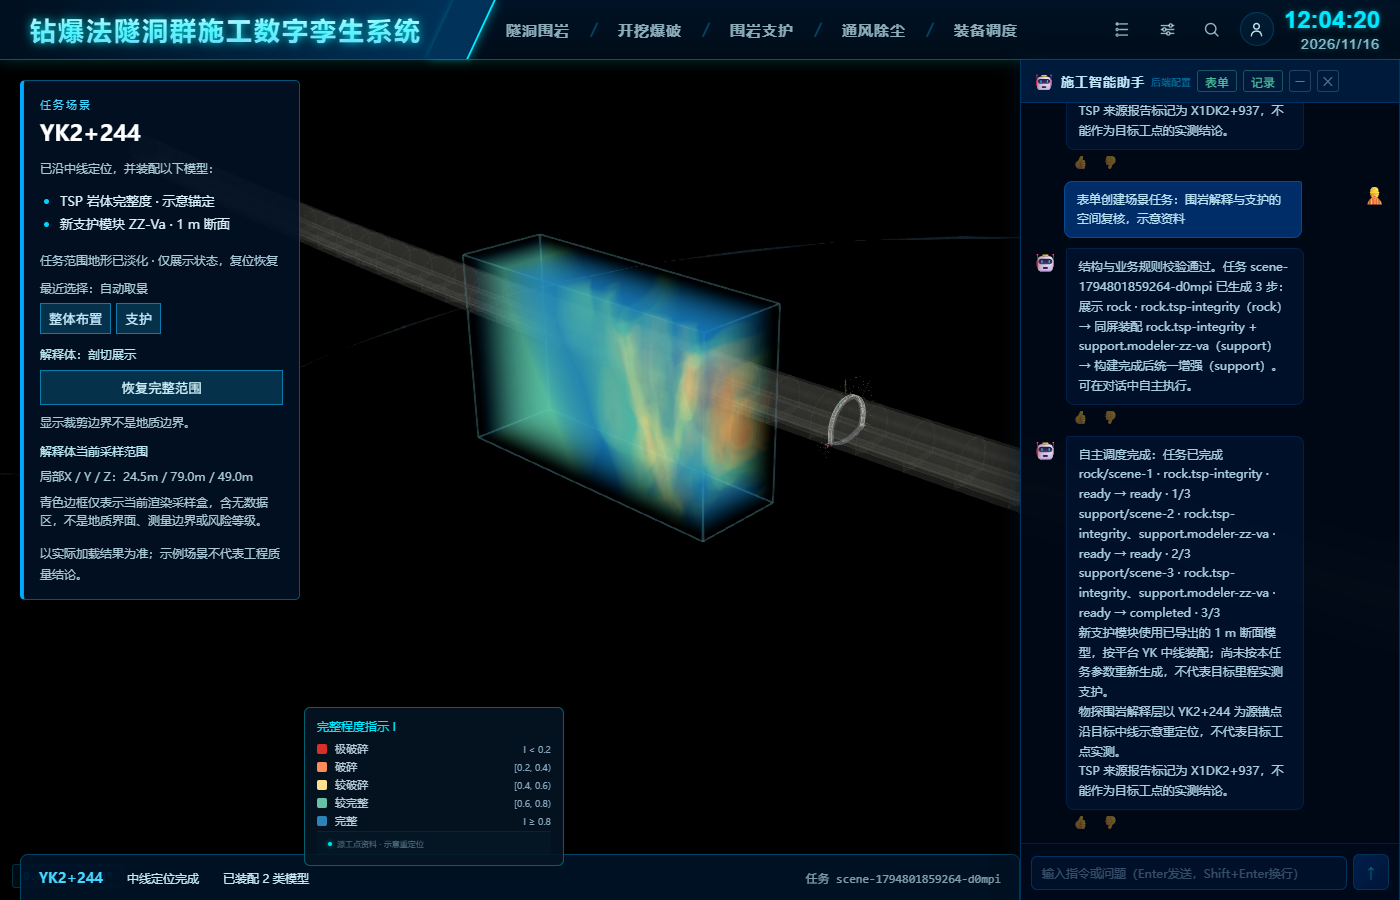 钻爆法隧洞群施工数字孪生系统
隧洞围岩 / 开挖爆破 / 围岩支护 / 通风除尘 / 装备调度
12:04:20
2026/11/16
任务场景
YK2+244
已沿中线定位，并装配以下模型：
TSP 岩体完整度 · 示意锚定
新支护模块 ZZ-Va · 1 m 断面
任务范围地形已淡化 · 仅展示状态，复位恢复
最近选择：自动取景
整体布置 支护
解释体：剖切展示
恢复完整范围
显示裁剪边界不是地质边界。
解释体当前采样范围
局部X / Y / Z：24.5m / 79.0m / 49.0m
青色边框仅表示当前渲染采样盒，含无数据
区，不是地质界面、测量边界或风险等级。
以实际加载结果为准；示例场景不代表工程质
量结论。
完整程度指示 I
极破碎 I < 0.2
破碎 [0.2, 0.4)
较破碎 [0.4, 0.6)
较完整 [0.6, 0.8)
完整 I ≥ 0.8
源工点资料 · 示意重定位
YK2+244 中线定位完成 已装配 2 类模型 任务 scene-1794801859264-d0mpi
施工智能助手 后端配置 表单 记录
TSP 来源报告标记为 X1DK2+937，不
能作为目标工点的实测结论。
表单创建场景任务：围岩解释与支护的
空间复核，示意资料
结构与业务规则校验通过。任务 scene-
1794801859264-d0mpi 已生成 3 步：
展示 rock · rock.tsp-integrity（rock）
→ 同屏装配 rock.tsp-integrity +
support.modeler-zz-va（support）
→ 构建完成后统一增强（support）。
可在对话中自主执行。
自主调度完成：任务已完成
rock/scene-1 · rock.tsp-integrity ·
ready → ready · 1/3
support/scene-2 · rock.tsp-
integrity、support.modeler-zz-va ·
ready → ready · 2/3
support/scene-3 · rock.tsp-
integrity、support.modeler-zz-va ·
ready → completed · 3/3
新支护模块使用已导出的 1 m 断面模
型，按平台 YK 中线装配；尚未按本任
务参数重新生成，不代表目标里程实测
支护。
物探围岩解释层以 YK2+244 为源锚点
沿目标中线示意重定位，不代表目标工
点实测。
TSP 来源报告标记为 X1DK2+937，不
能作为目标工点的实测结论。
输入指令或问题（Enter发送，Shift+Enter换行）